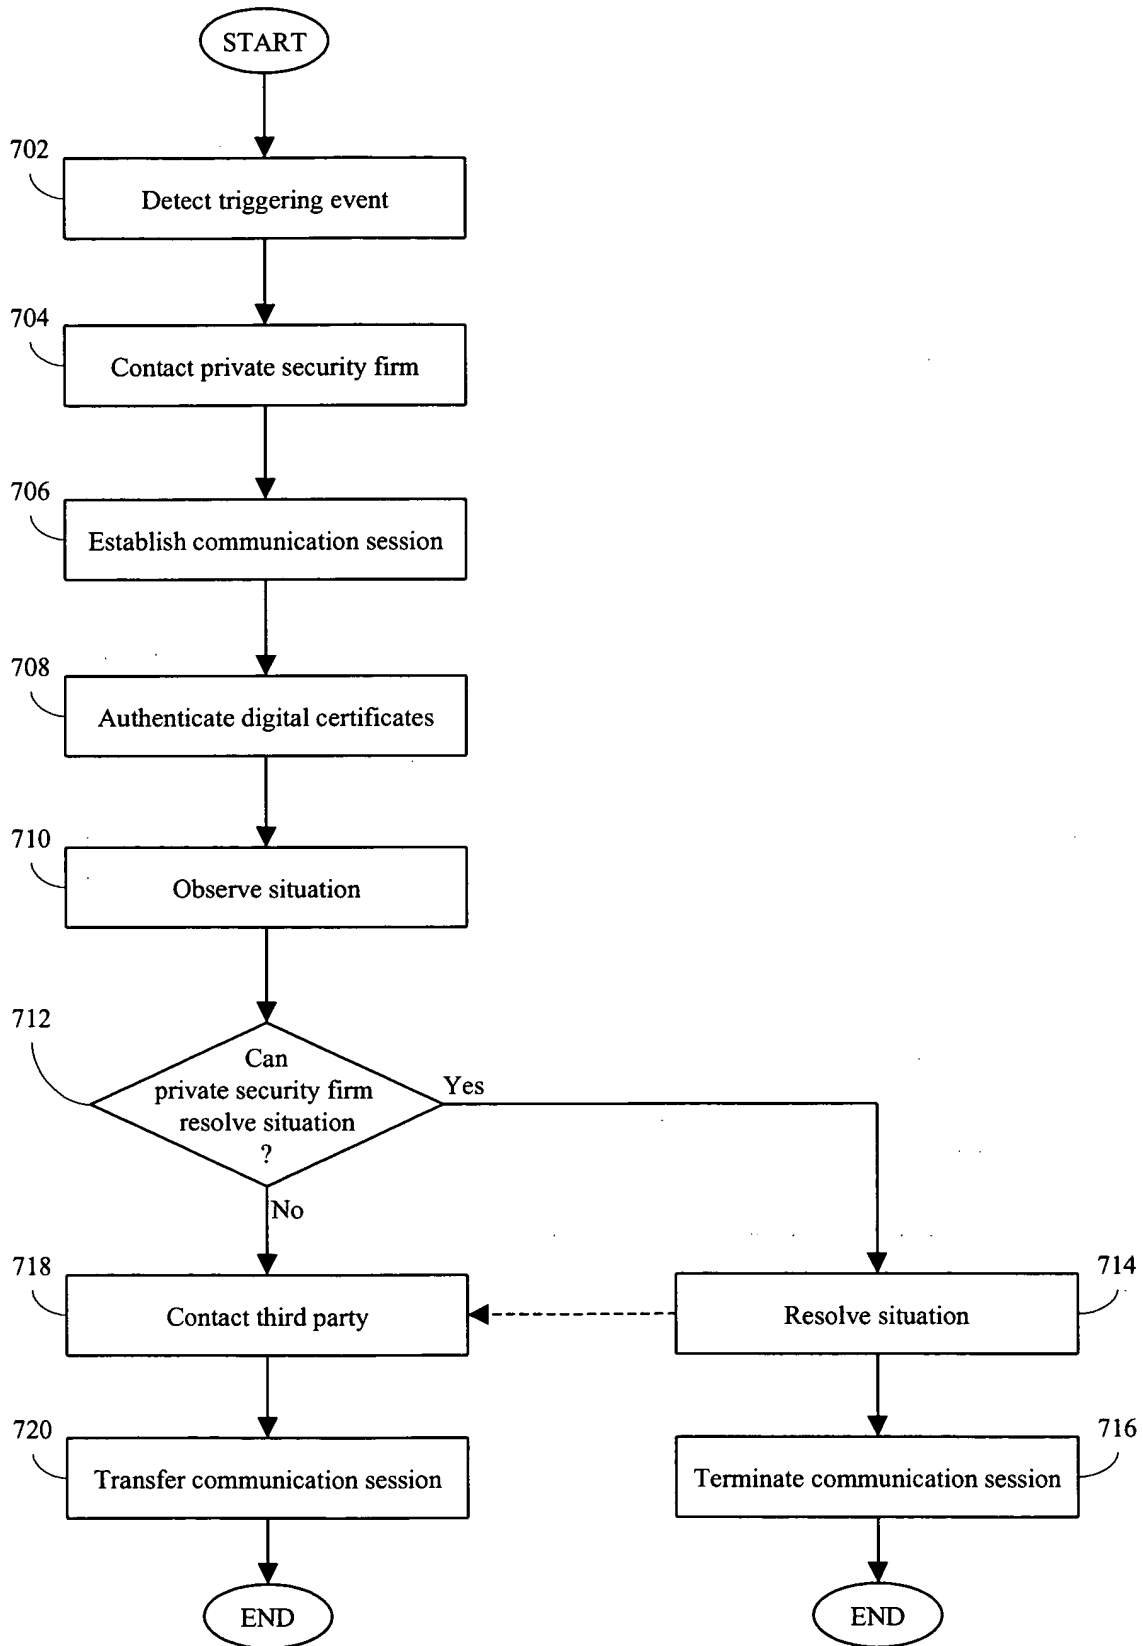 START
702
Detect triggering event
704
Contact private security firm
706
Establish communication session
708
Authenticate digital certificates
710
Observe situation
712
Can
private security firm
resolve situation
?
Yes
No
718
Contact third party
714
Resolve situation
720
Transfer communication session
716
Terminate communication session
END
END